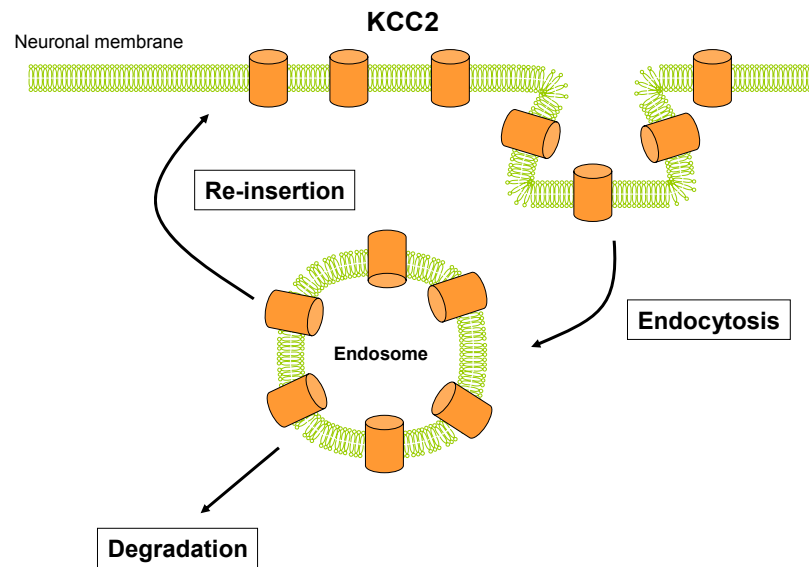 KCC2
Neuronal membrane
Re-insertion
Endocytosis
Endosome
Degradation